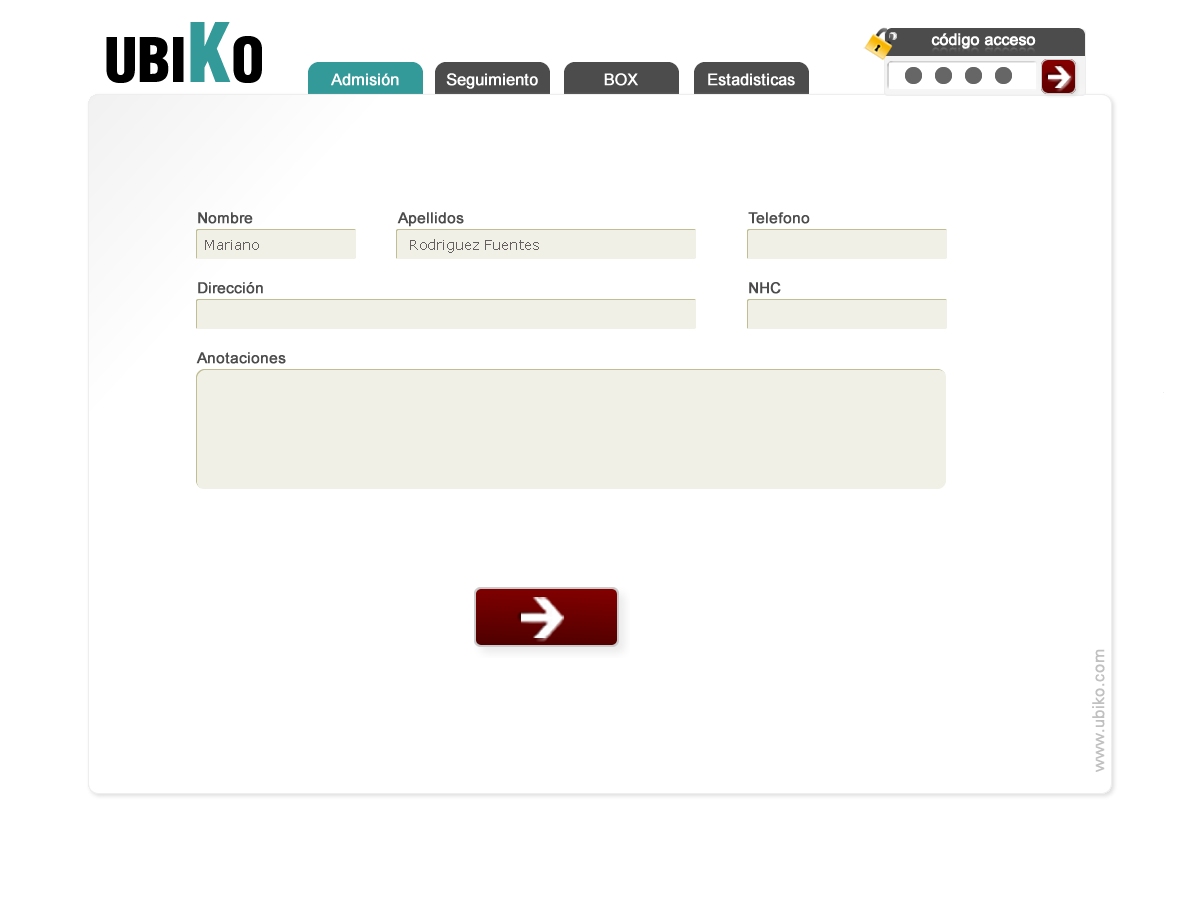 UBIKO
código acceso
Admisión
Seguimiento
BOX
Estadisticas
Nombre
Apellidos
Telefono
Mariano
Rodriguez Fuentes
Dirección
NHC
Anotaciones
www.ubiko.com